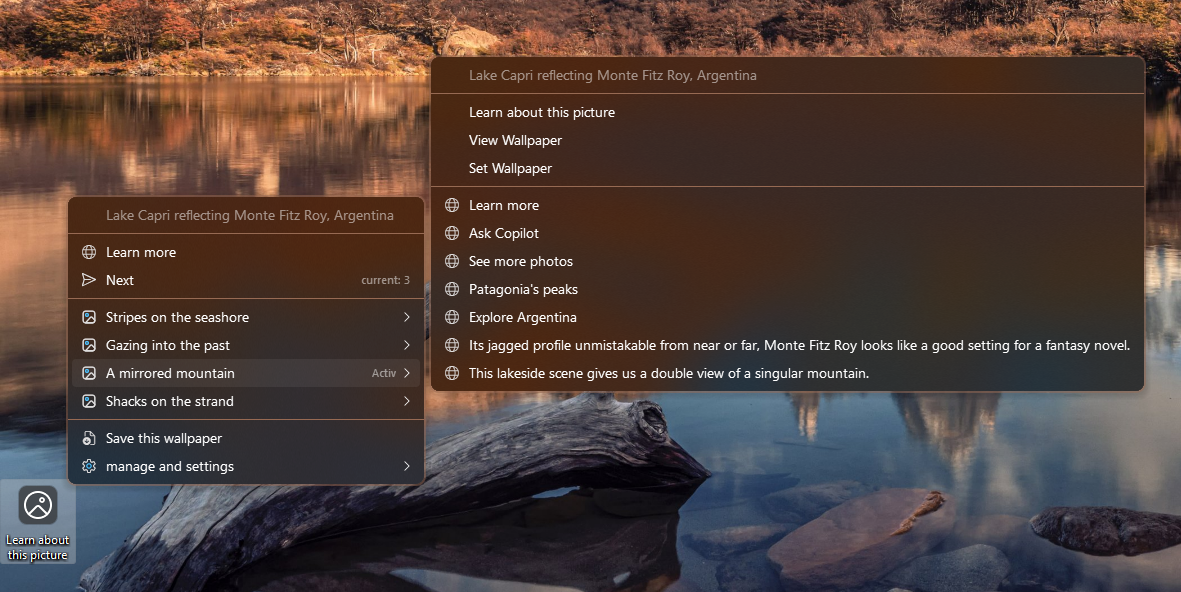 Lake Capri reflecting Monte Fitz Roy, Argentina
Learn about this picture
View Wallpaper
Set Wallpaper
Learn more
Ask Copilot
See more photos
Patagonia's peaks
Explore Argentina
Its jagged profile unmistakable from near or far, Monte Fitz Roy looks like a good setting for a fantasy novel.
This lakeside scene gives us a double view of a singular mountain.
Lake Capri reflecting Monte Fitz Roy, Argentina
Learn more
Next current: 3
Stripes on the seashore
Gazing into the past
A mirrored mountain Activ
Shacks on the strand
Save this wallpaper
manage and settings
Learn about
this picture